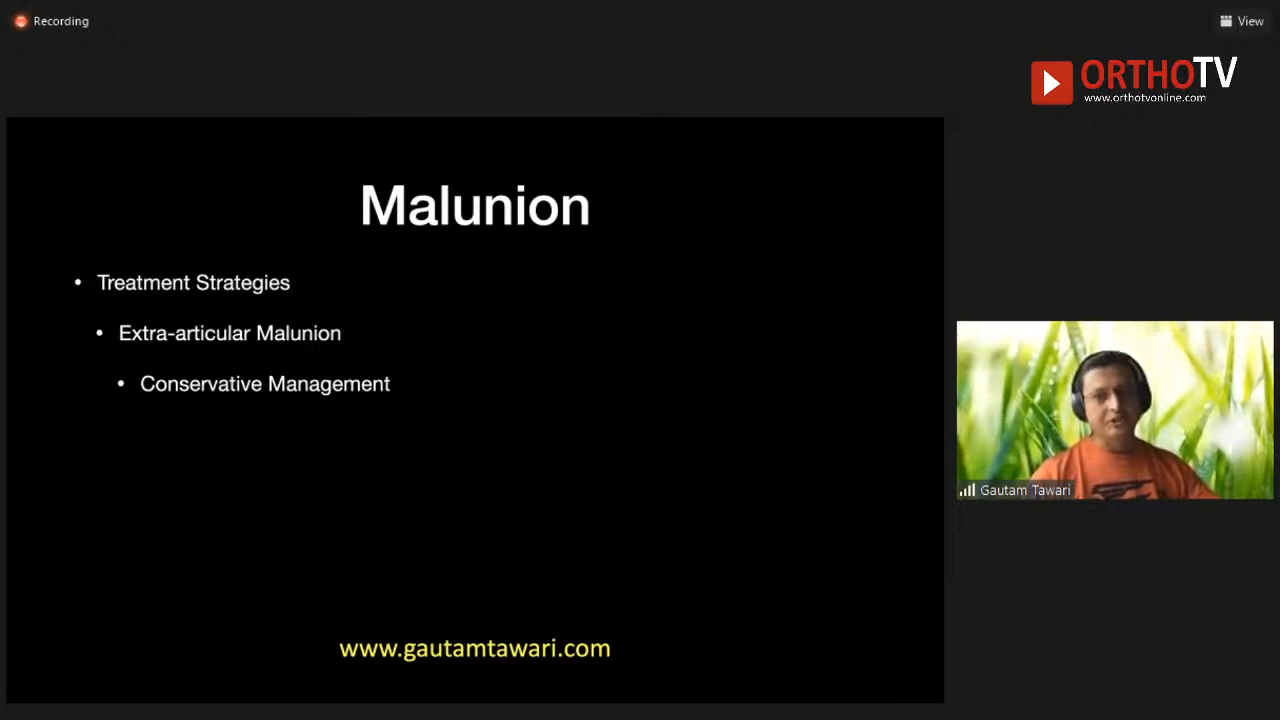 Recording
View
ORTHOTV
www.orthotvonline.com
Malunion
• Treatment Strategies
• Extra-articular Malunion
• Conservative Management
Gautam Tawari
www.gautamtawari.com